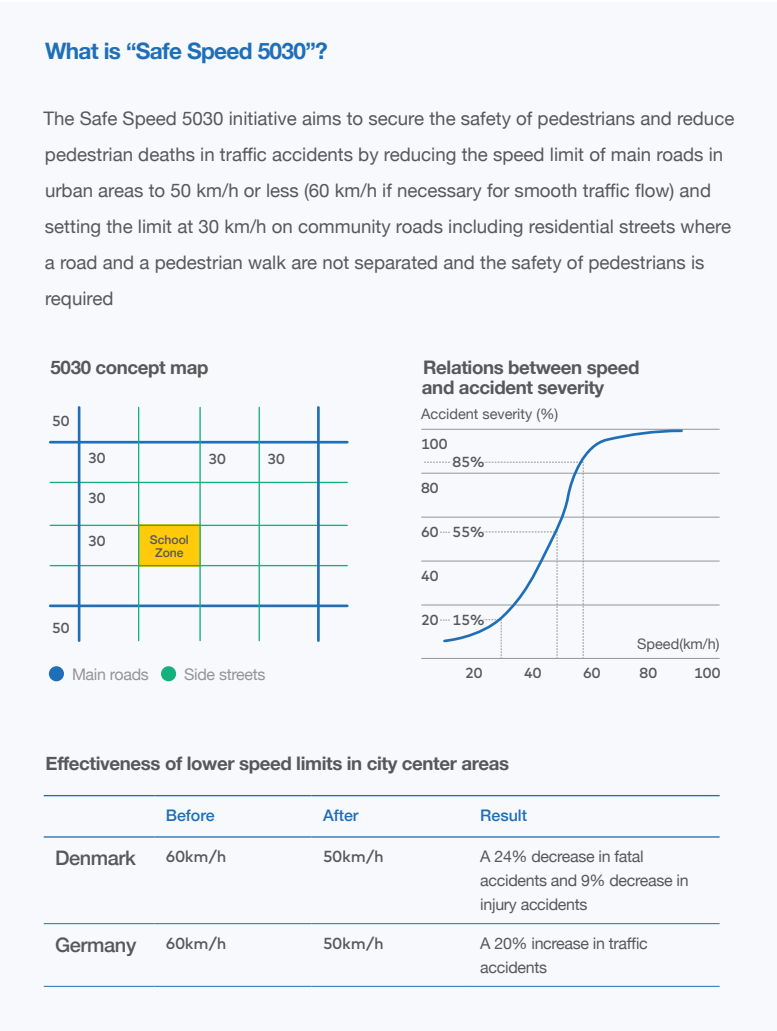 What is “Safe Speed 5030”?
The Safe Speed 5030 initiative aims to secure the safety of pedestrians and reduce
pedestrian deaths in traffic accidents by reducing the speed limit of main roads in
urban areas to 50 km/h or less (60 km/h if necessary for smooth traffic flow) and
setting the limit at 30 km/h on community roads including residential streets where
a road and a pedestrian walk are not separated and the safety of pedestrians is
required
5030 concept map
50
30 30 30
30
30 School
Zone
50
Main roads Side streets
Relations between speed
and accident severity
Accident severity (%)
100
85%
80
60 55%
40
20 15%
Speed(km/h)
20 40 60 80 100
Effectiveness of lower speed limits in city center areas
Before After Result
Denmark 60km/h 50km/h A 24% decrease in fatal
accidents and 9% decrease in
injury accidents
Germany 60km/h 50km/h A 20% increase in traffic
accidents